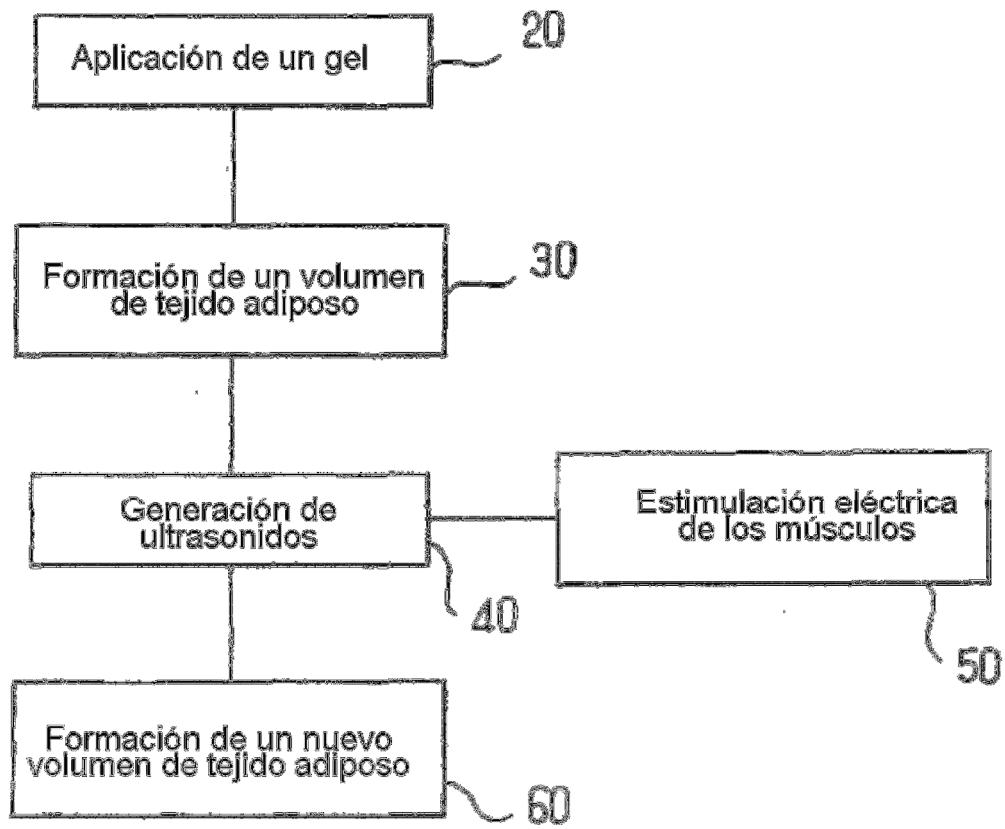 Aplicación de un gel
20
Formación de un volumen
de tejido adiposo
30
Generación de
ultrasonidos
40
Estimulación eléctrica
de los músculos
50
Formación de un nuevo
volumen de tejido adiposo
60